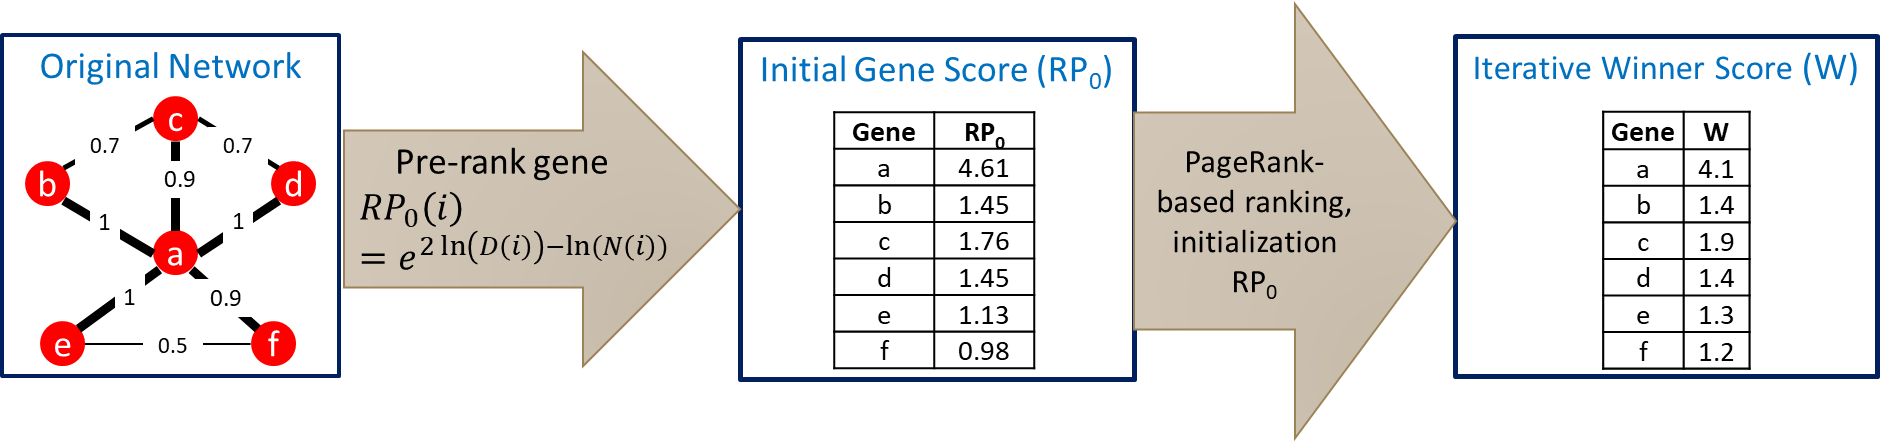 Original Network
c
0.7 0.7
b 0.9 d
1 1
a
1 0.9
e 0.5 f
Pre-rank gene
RP₀(i)
= e^{2 ln(D(i))−ln(N(i))}
Initial Gene Score (RP₀)
Gene RP₀
a 4.61
b 1.45
c 1.76
d 1.45
e 1.13
f 0.98
PageRank-
based ranking,
initialization
RP₀
Iterative Winner Score (W)
Gene W
a 4.1
b 1.4
c 1.9
d 1.4
e 1.3
f 1.2